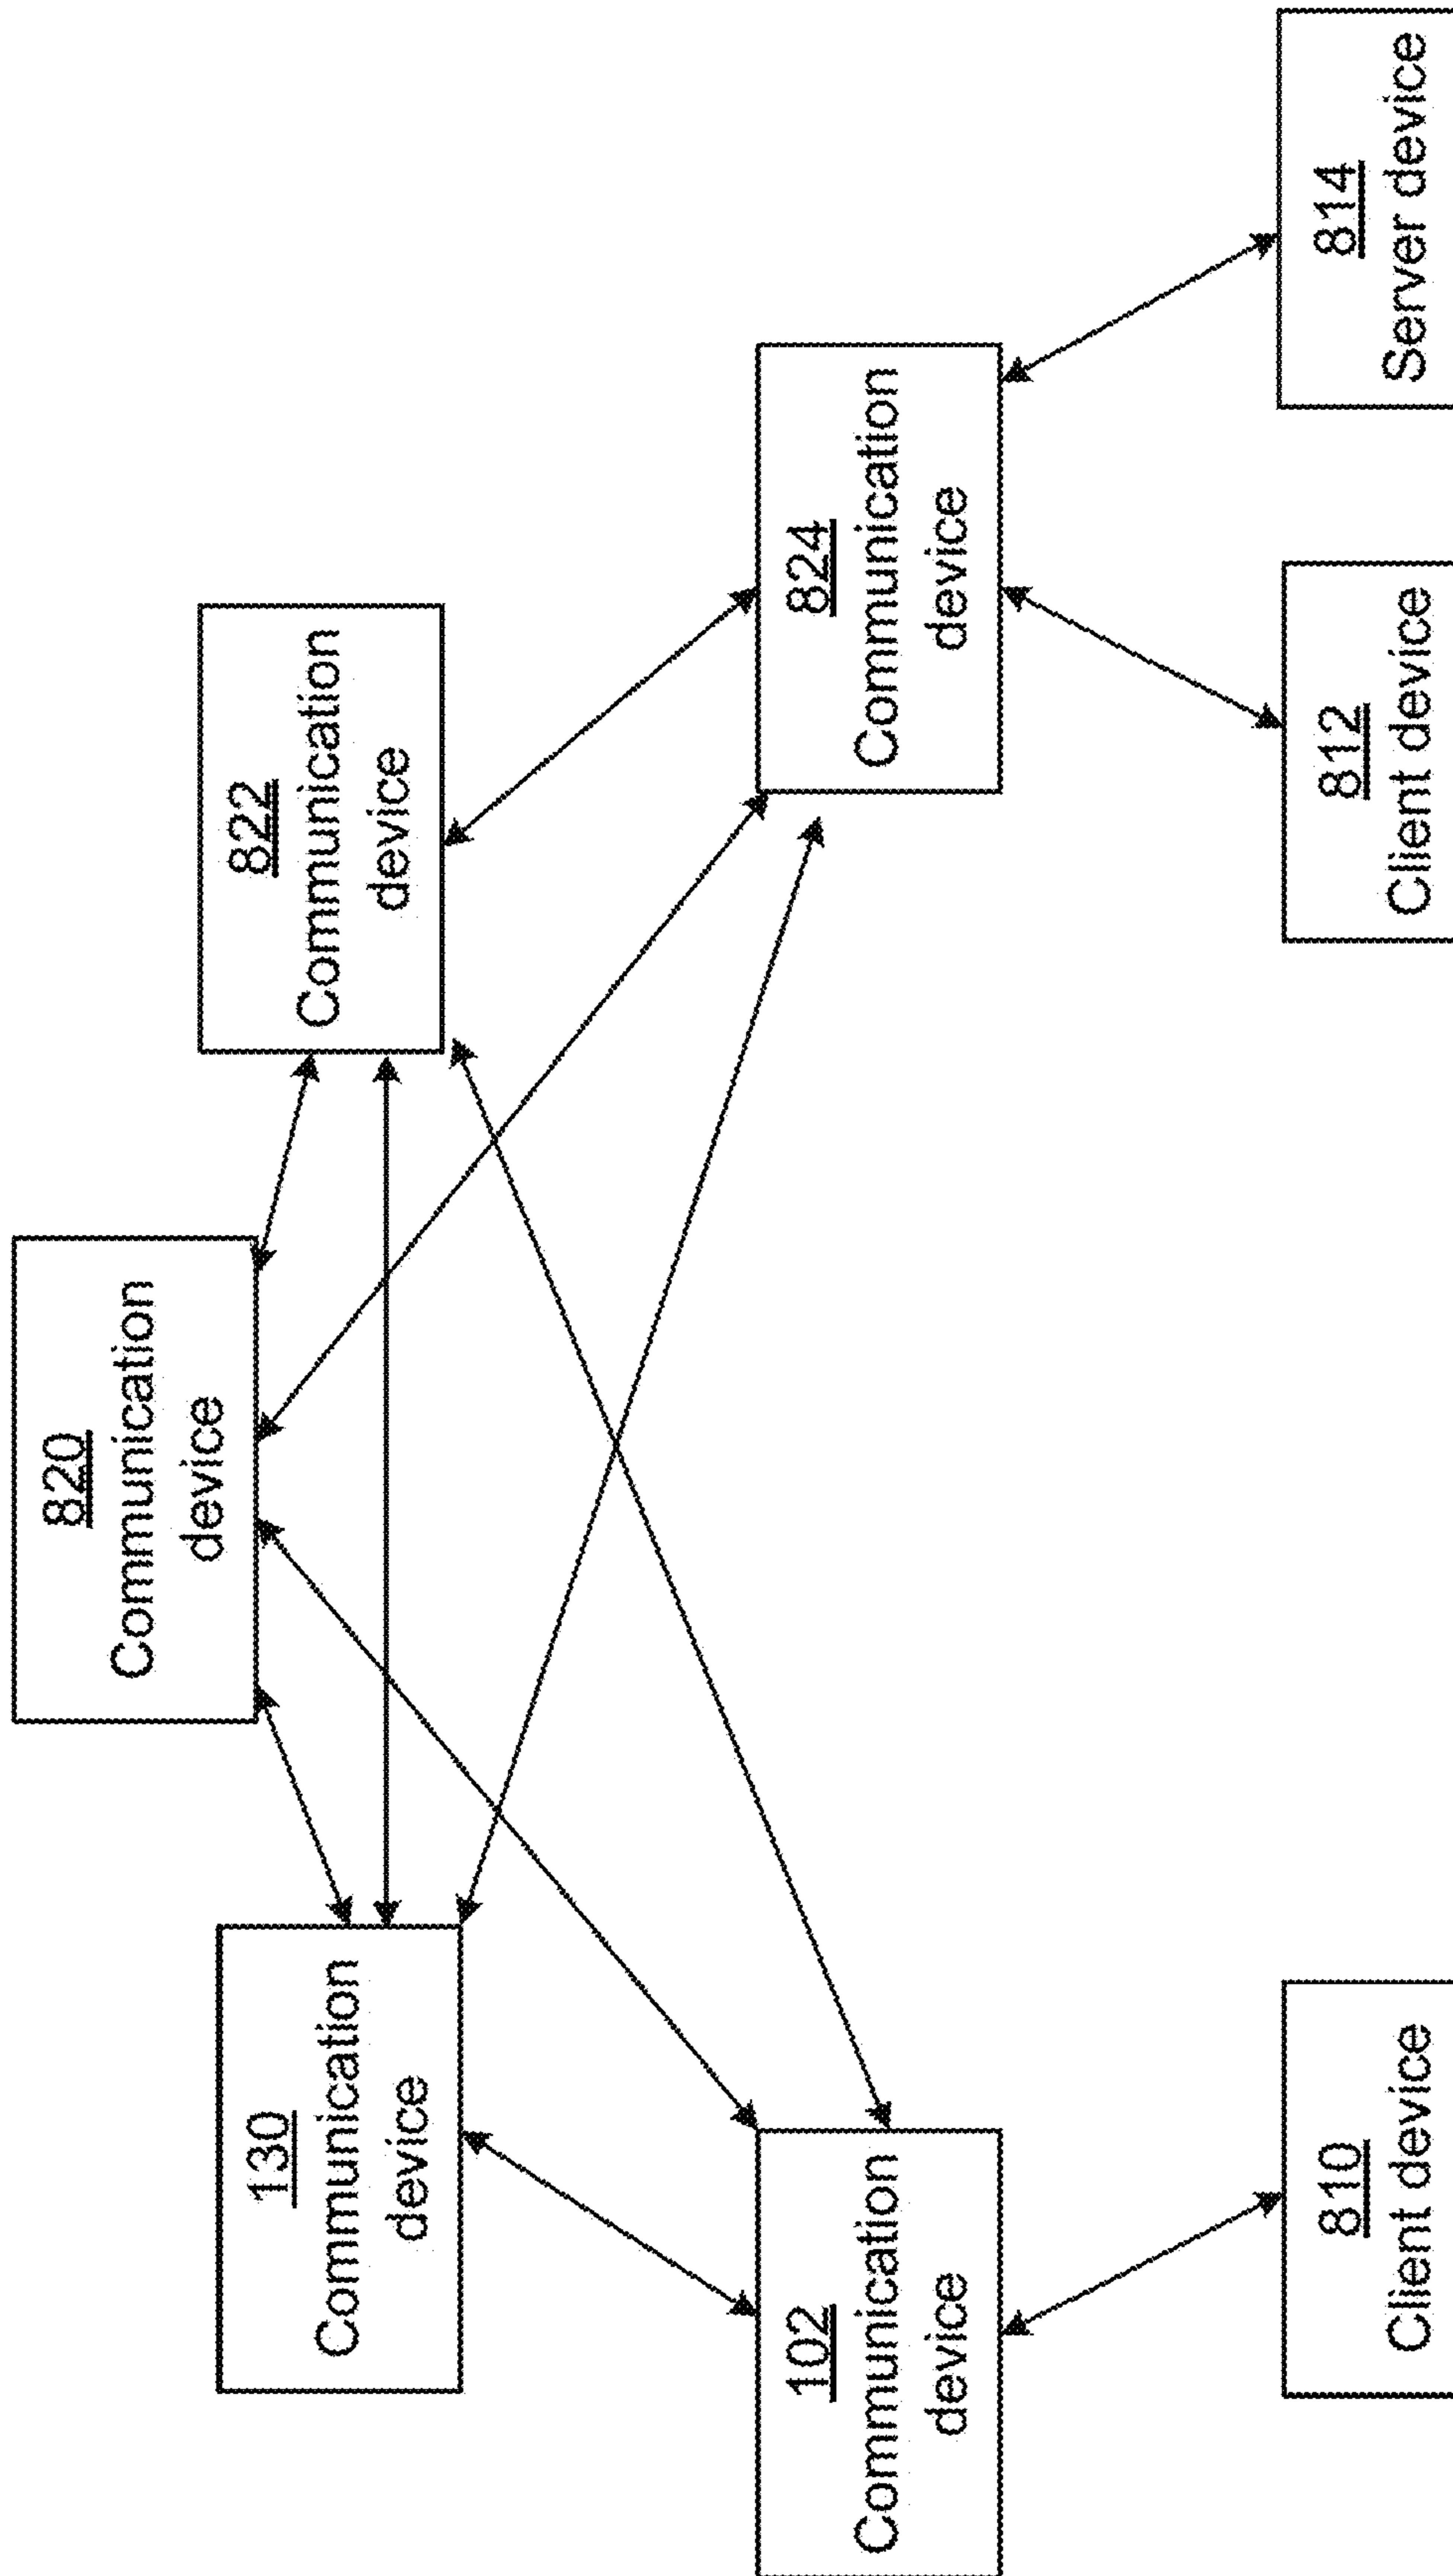 820
Communication
device
130
Communication
device
822
Communication
device
102
Communication
device
824
Communication
device
810
Client device
812
Client device
814
Server device